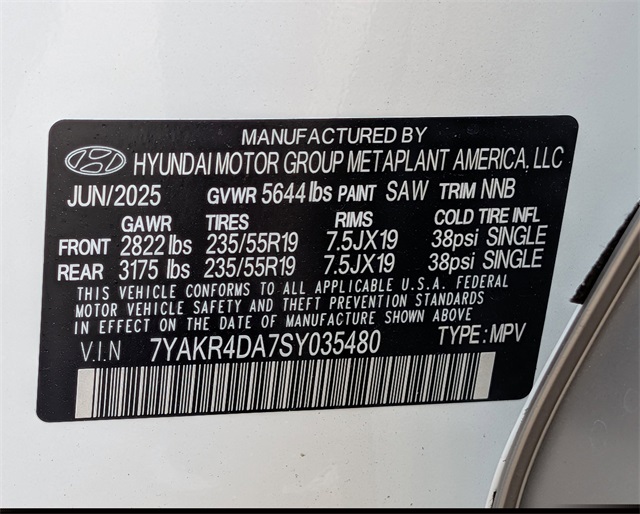 MANUFACTURED BY
HYUNDAI MOTOR GROUP METAPLANT AMERICA, LLC
JUN/2025 GVWR 5644 lbs PAINT SAW TRIM NNB
GAWR TIRES RIMS COLD TIRE INFL
FRONT 2822 lbs 235/55R19 7.5JX19 38psi SINGLE
REAR 3175 lbs 235/55R19 7.5JX19 38psi SINGLE
THIS VEHICLE CONFORMS TO ALL APPLICABLE U.S.A. FEDERAL
MOTOR VEHICLE SAFETY AND THEFT PREVENTION STANDARDS
IN EFFECT ON THE DATE OF MANUFACTURE SHOWN ABOVE
V.I.N 7YAKR4DA7SY035480 TYPE: MPV